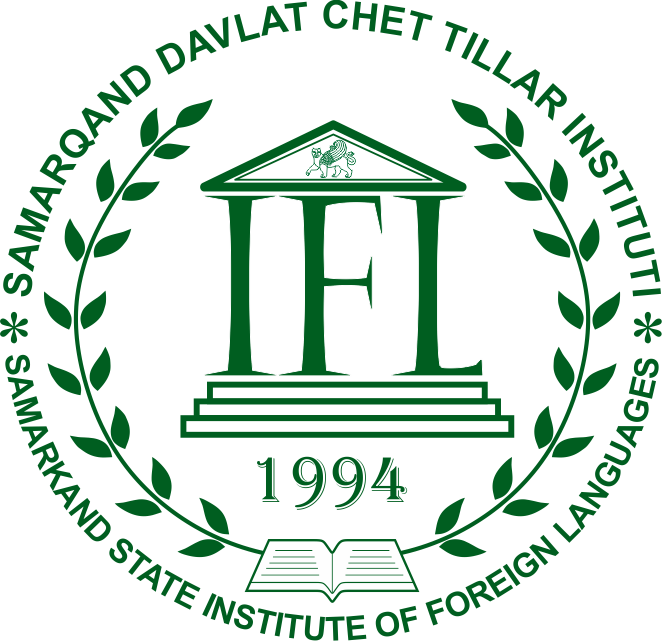 SAMARQAND DAVLAT CHET TILLAR INSTITUTI
IFL
1994
* SAMARKAND STATE INSTITUTE OF FOREIGN LANGUAGES *